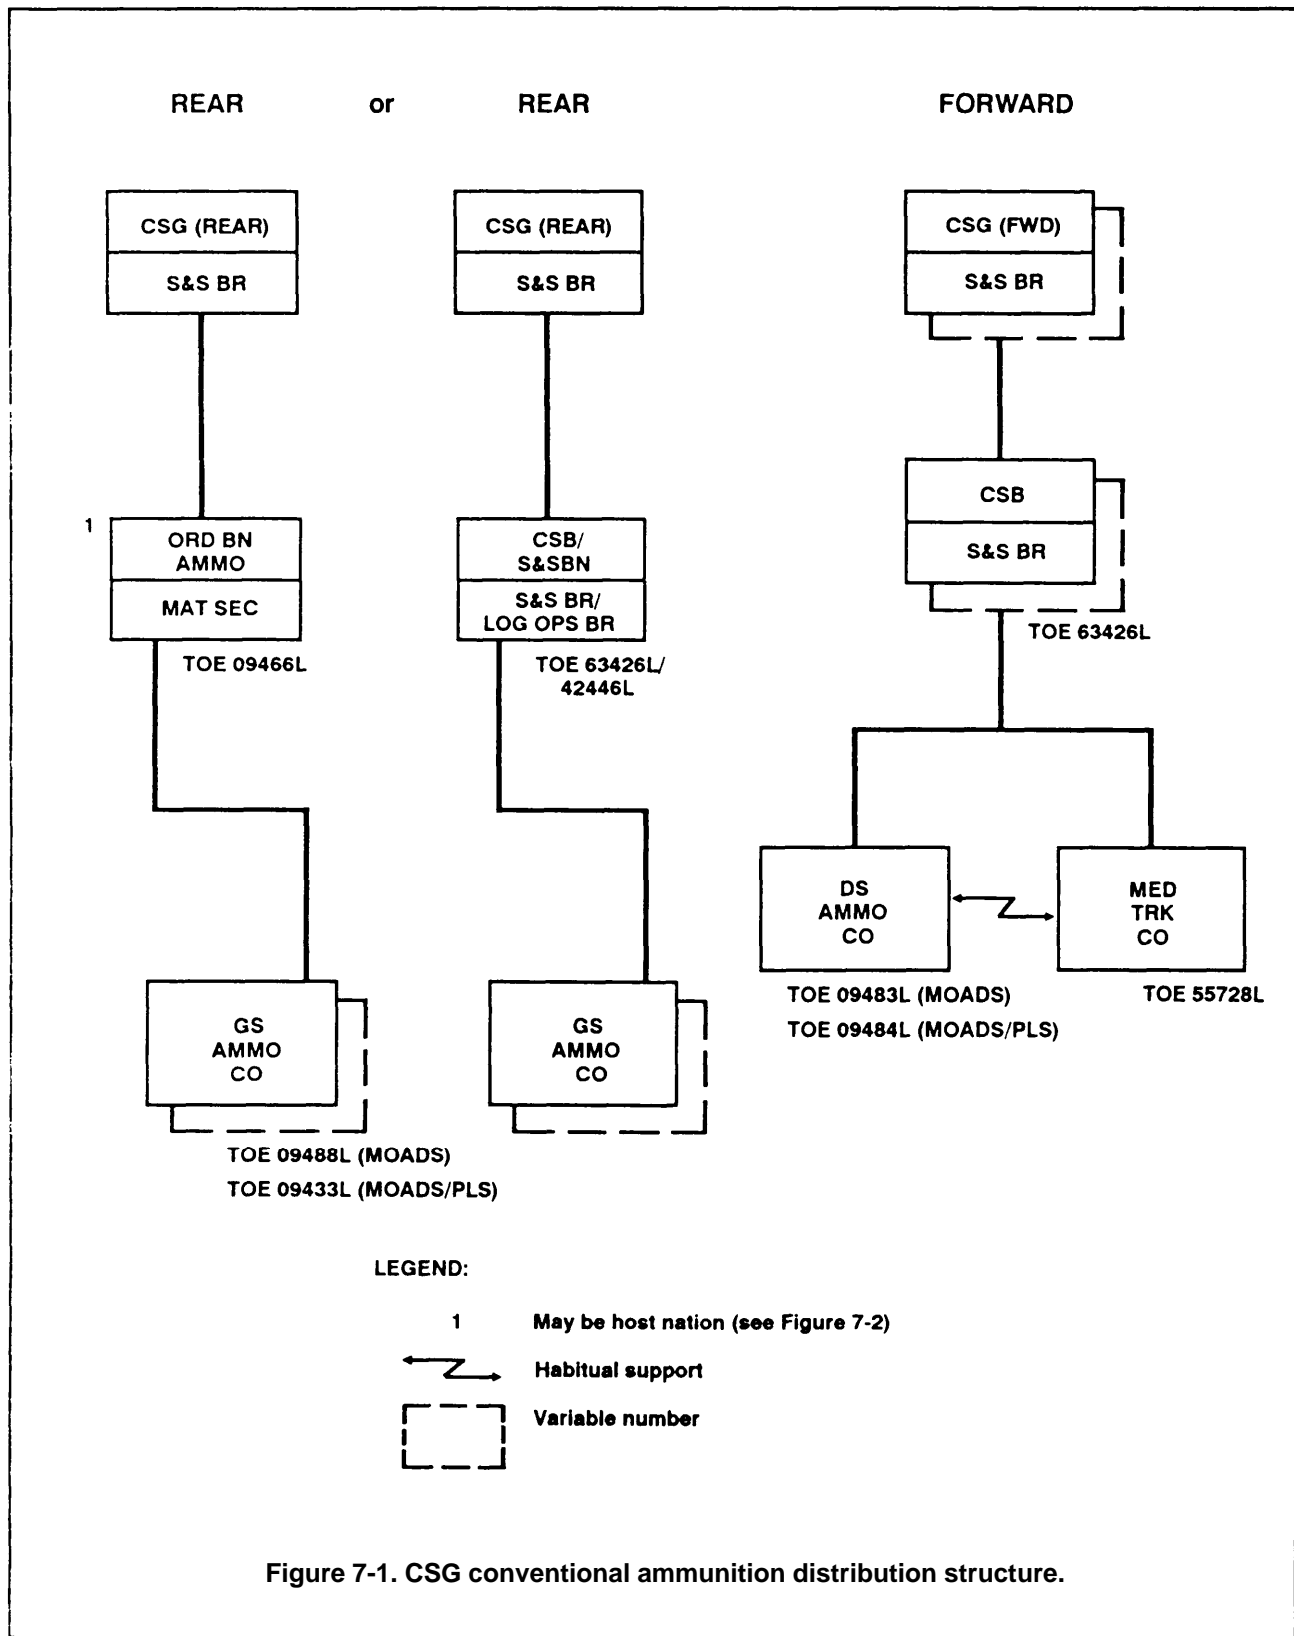 REAR or REAR FORWARD
CSG (REAR)
S&S BR
CSG (REAR)
S&S BR
CSG (FWD)
S&S BR
1
ORD BN
AMMO
MAT SEC
TOE 09466L
CSB/
S&SBN
S&S BR/
LOG OPS BR
TOE 63426L/
42446L
CSB
S&S BR
TOE 63426L
GS
AMMO
CO
TOE 09488L (MOADS)
TOE 09433L (MOADS/PLS)
GS
AMMO
CO
DS
AMMO
CO
TOE 09483L (MOADS)
TOE 09484L (MOADS/PLS)
MED
TRK
CO
TOE 55728L
LEGEND:
1 May be host nation (see Figure 7-2)
Habitual support
Variable number
Figure 7-1. CSG conventional ammunition distribution structure.